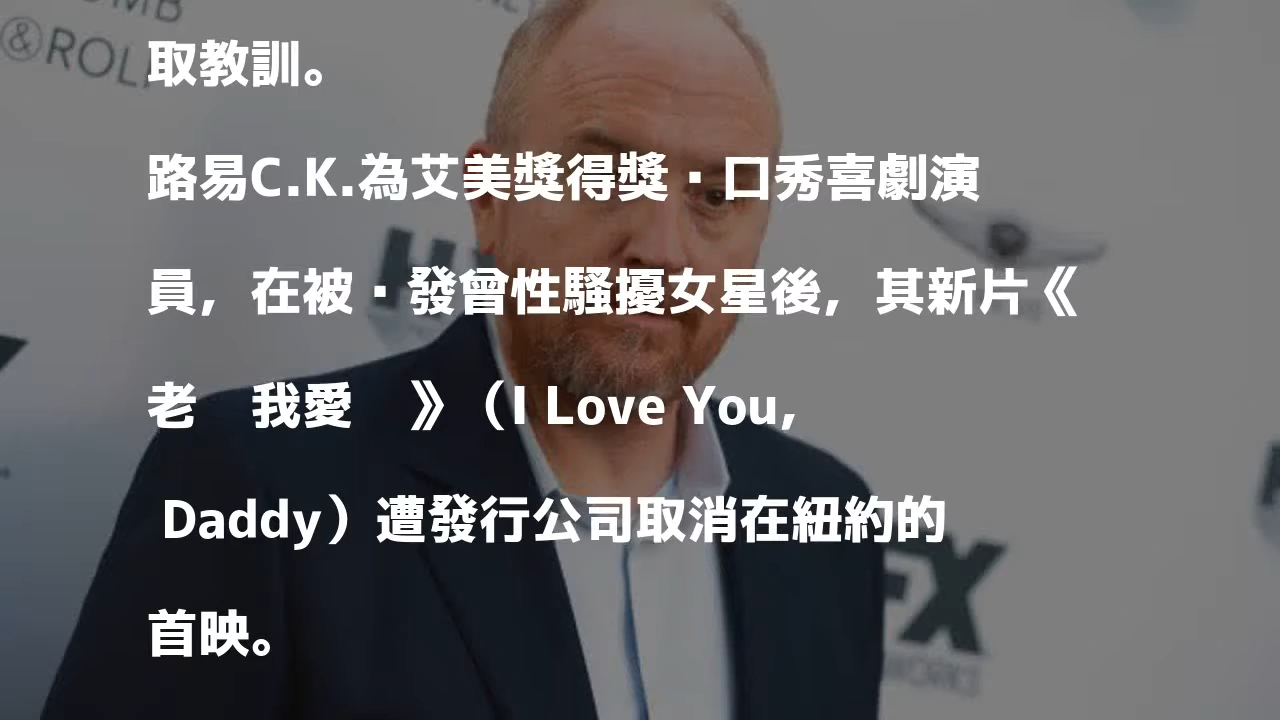 取教訓。
路易C.K.為艾美獎得獎·口秀喜劇演
員，在被·發曾性騷擾女星後，其新片《
老 我愛 》（I Love You,
Daddy）遭發行公司取消在紐約的
首映。
&ROL
FX